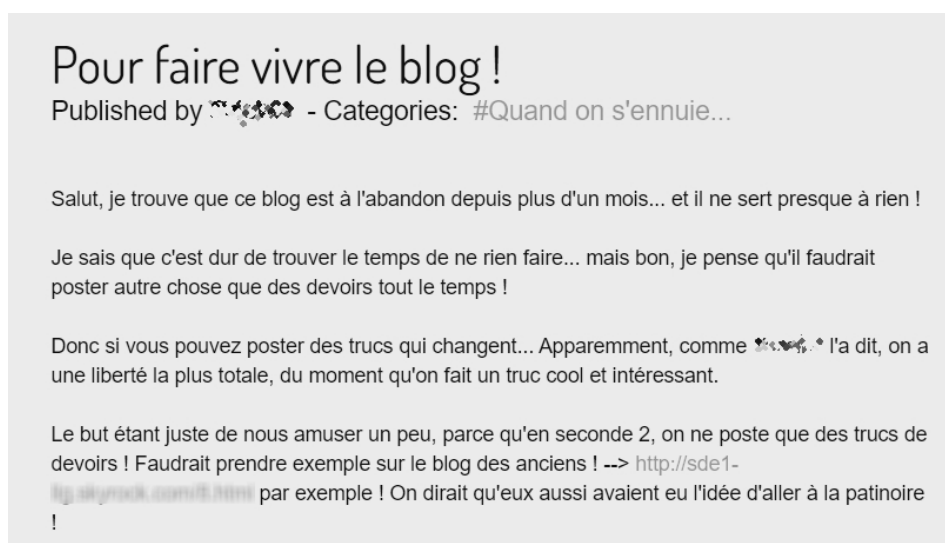 Pour faire vivre le blog !
Published by - Categories: #Quand on s'ennuie...
Salut, je trouve que ce blog est à l'abandon depuis plus d'un mois... et il ne sert presque à rien !
Je sais que c'est dur de trouver le temps de ne rien faire... mais bon, je pense qu'il faudrait
poster autre chose que des devoirs tout le temps !
Donc si vous pouvez poster des trucs qui changent... Apparemment, comme l'a dit, on a
une liberté la plus totale, du moment qu'on fait un truc cool et intéressant.
Le but étant juste de nous amuser un peu, parce qu'en seconde 2, on ne poste que des trucs de
devoirs ! Faudrait prendre exemple sur le blog des anciens ! --> http://sde1-
par exemple ! On dirait qu'eux aussi avaient eu l'idée d'aller à la patinoire
!